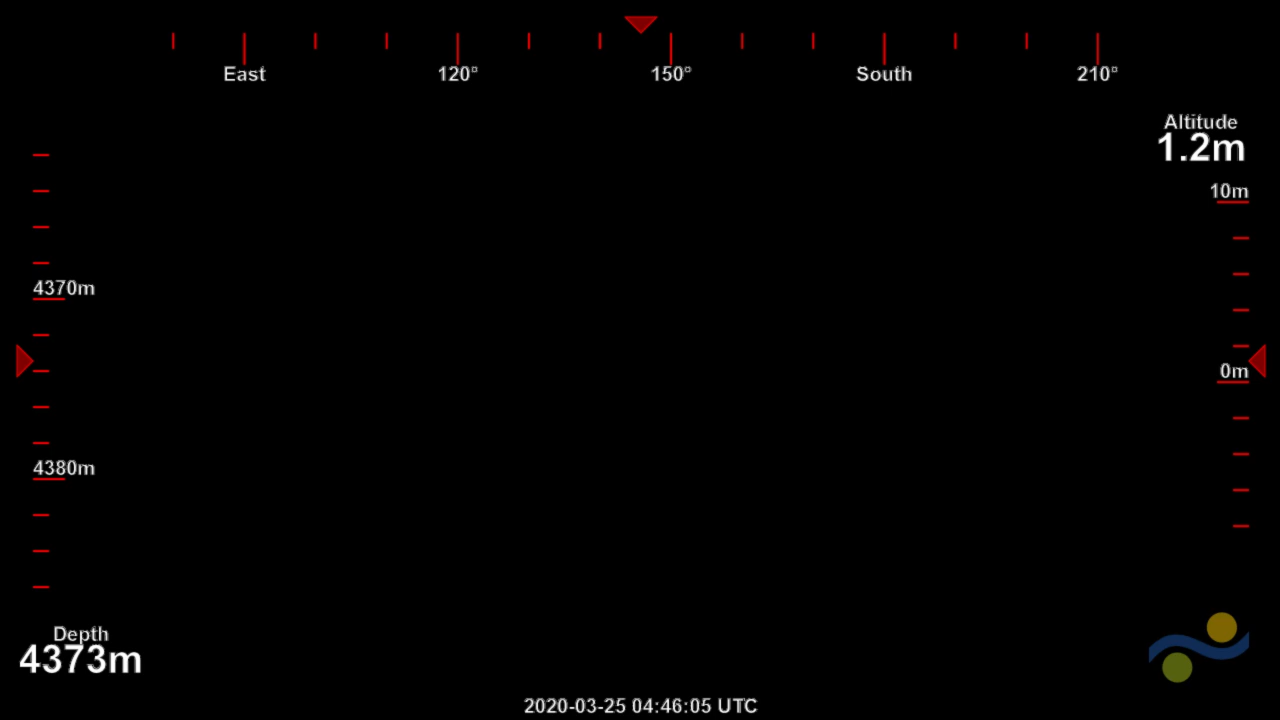 East 120° 150° South 210°
Altitude
1.2m
10m
4370m
0m
4380m
Depth
4373m
2020-03-25 04:46:05 UTC